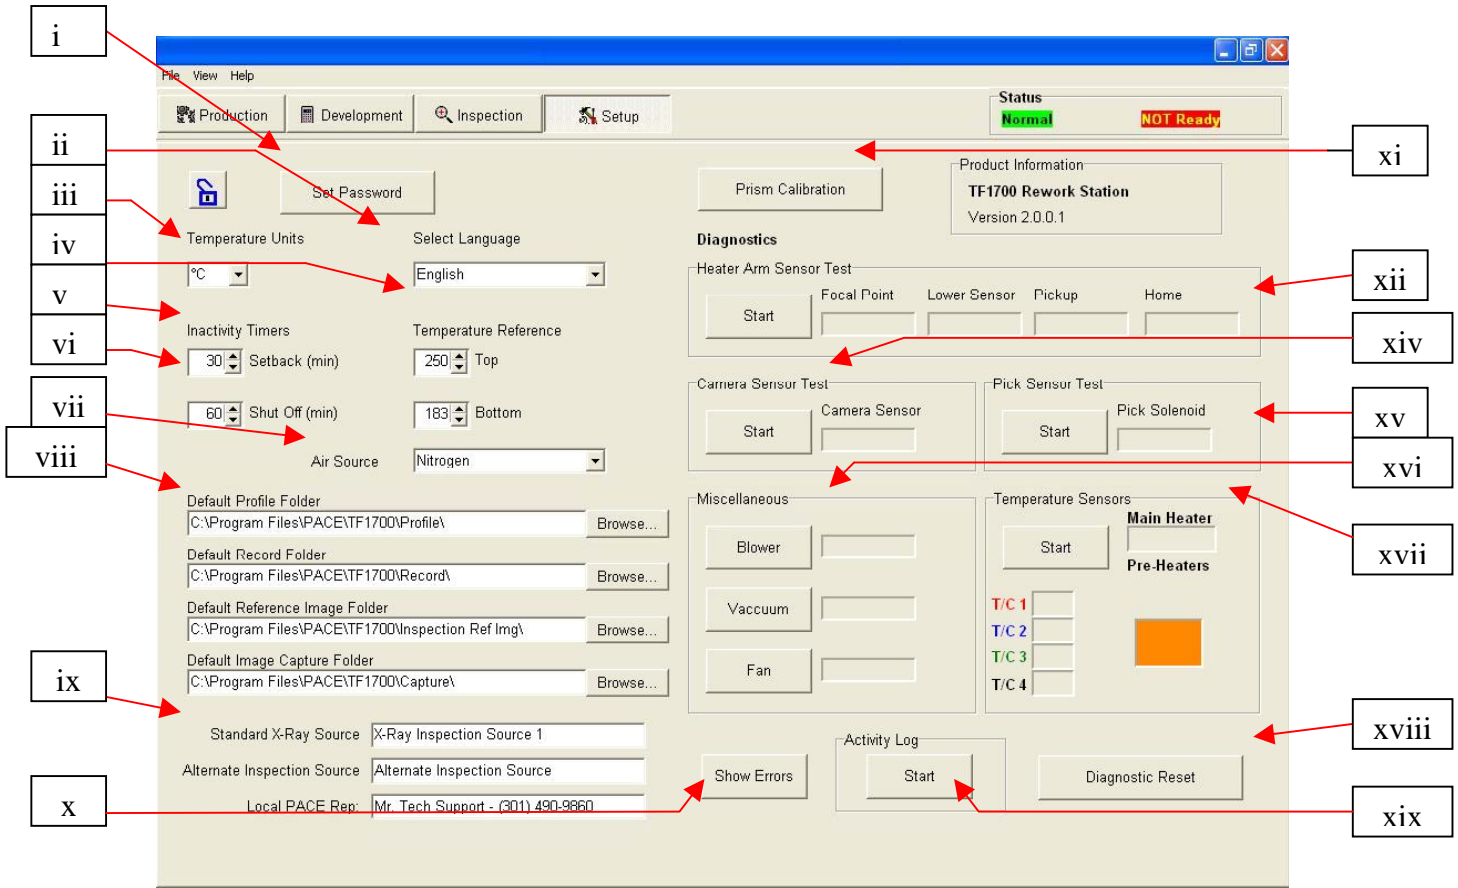 i
File View Help
Production Development Inspection Setup
Status
Normal NOT Ready
ii
iii
iv
v
vi
vii
viii
ix
x
xi
xii
xiv
xv
xvi
xvii
xviii
xix
Set Password
Temperature Units Select Language
°C English
Inactivity Timers Temperature Reference
30 Setback (min) 250 Top
60 Shut Off (min) 183 Bottom
Air Source Nitrogen
Default Profile Folder
C:\Program Files\PACE\TF1700\Profile\ Browse...
Default Record Folder
C:\Program Files\PACE\TF1700\Record\ Browse...
Default Reference Image Folder
C:\Program Files\PACE\TF1700\Inspection Ref Img\ Browse...
Default Image Capture Folder
C:\Program Files\PACE\TF1700\Capture\ Browse...
Standard X-Ray Source X-Ray Inspection Source 1
Alternate Inspection Source Alternate Inspection Source
Local PACE Rep: Mr. Tech Support - (301) 490-9860
Prism Calibration
Product Information
TF1700 Rework Station
Version 2.0.0.1
Diagnostics
Heater Arm Sensor Test
Start Focal Point Lower Sensor Pickup Home
Camera Sensor Test
Start Camera Sensor
Pick Sensor Test
Start Pick Solenoid
Miscellaneous
Blower
Vaccuum
Fan
Temperature Sensors
Start Main Heater
Pre-Heaters
T/C 1
T/C 2
T/C 3
T/C 4
Show Errors
Activity Log
Start
Diagnostic Reset